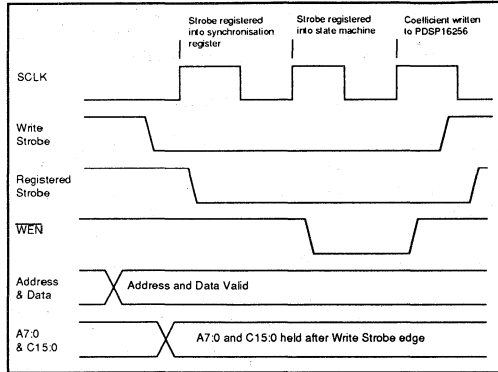 Strobe registered
into synchronisation
register
Strobe registered
into state machine
Coefficient written
to PDSP16256
SCLK
Write
Strobe
Registered
Strobe
WEN
Address
& Data
Address and Data Valid
A7:0
& C15:0
A7:0 and C15:0 held after Write Strobe edge